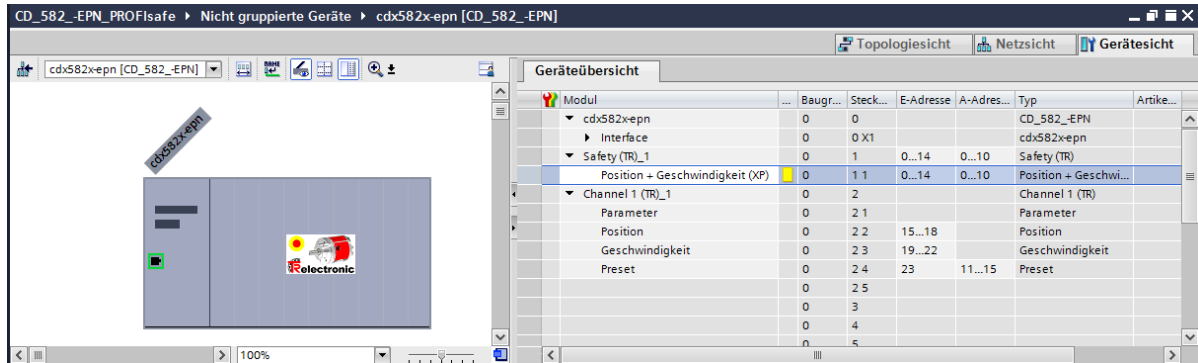 CD_582_-EPN_PROFIsafe ▸ Nicht gruppierte Geräte ▸ cdx582x-epn [CD_582_-EPN]
Topologiesicht Netzsicht Gerätesicht
cdx582x-epn [CD_582_-EPN]
cdx582x-epn
TRelectronic
100%
Geräteübersicht
Modul ... Baugr... Steck... E-Adresse A-Adres... Typ Artike...
cdx582x-epn 0 0 CD_582_-EPN
Interface 0 0 X1 cdx582x-epn
Safety (TR)_1 0 1 0...14 0...10 Safety (TR)
Position + Geschwindigkeit (XP) 0 1 1 0...14 0...10 Position + Geschwi...
Channel 1 (TR)_1 0 2 Channel 1 (TR)
Parameter 0 2 1 Parameter
Position 0 2 2 15...18 Position
Geschwindigkeit 0 2 3 19...22 Geschwindigkeit
Preset 0 2 4 23 11...15 Preset
0 2 5
0 3
0 4
0 5